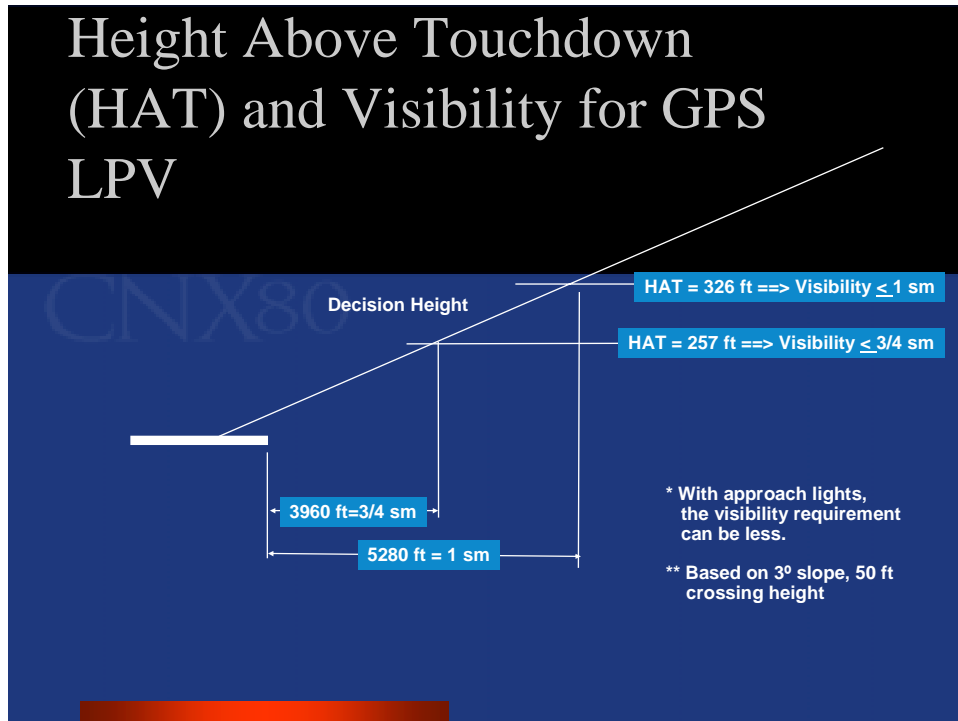 Height Above Touchdown
(HAT) and Visibility for GPS
LPV
CNX80
Decision Height
HAT = 326 ft ==> Visibility < 1 sm
HAT = 257 ft ==> Visibility < 3/4 sm
3960 ft=3/4 sm
5280 ft = 1 sm
* With approach lights,
the visibility requirement
can be less.
** Based on 3º slope, 50 ft
crossing height